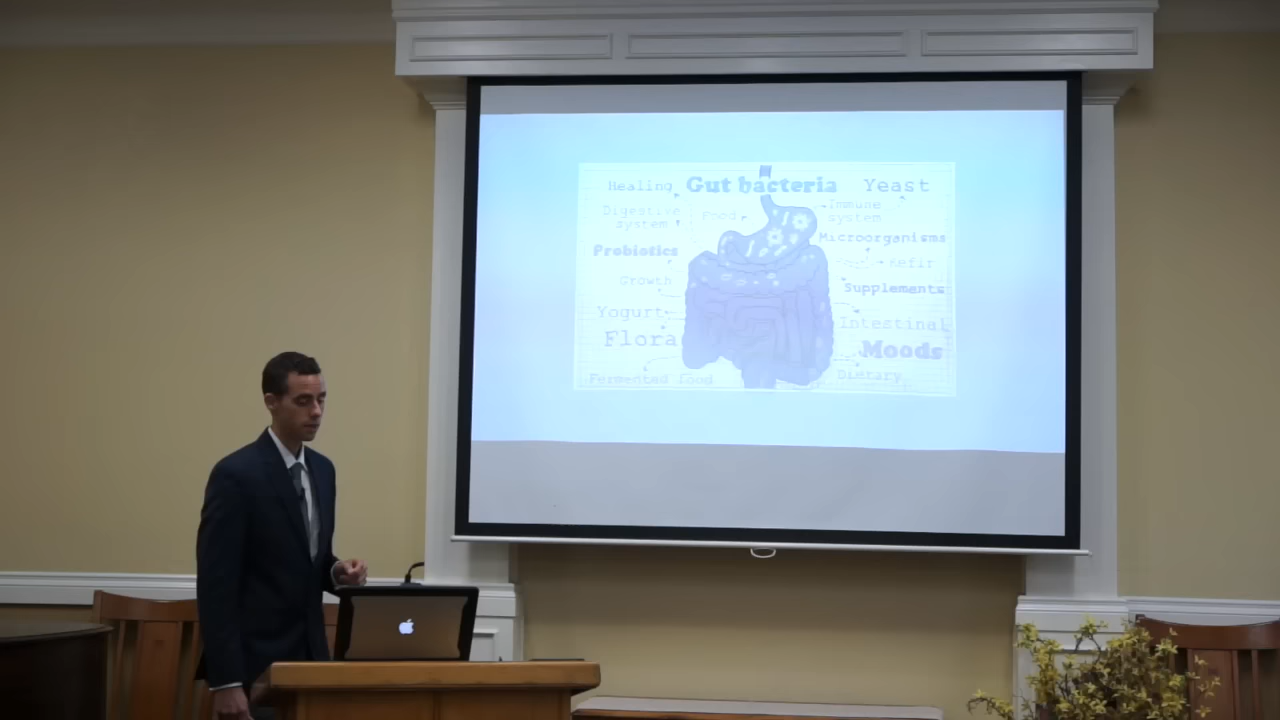 Healing
Gut bacteria
Yeast
Digestive
system
Food
Immune
system
Probiotics
Microorganisms
Kefir
Growth
Supplements
Yogurt
Intestinal
Flora
Moods
Fermented food
Dietary